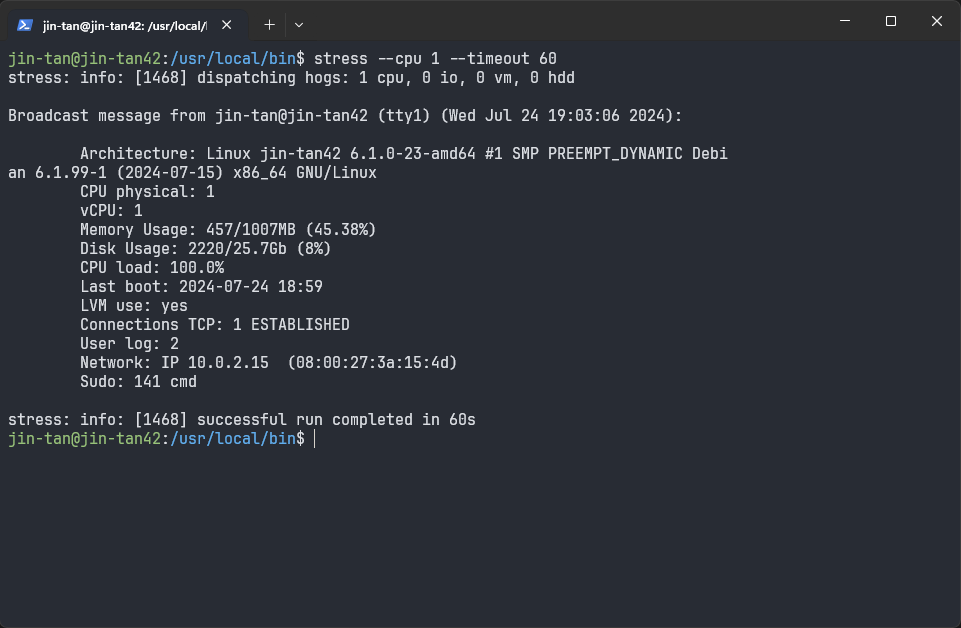 jin-tan@jin-tan42: /usr/local/
jin-tan@jin-tan42:/usr/local/bin$ stress --cpu 1 --timeout 60
stress: info: [1468] dispatching hogs: 1 cpu, 0 io, 0 vm, 0 hdd
Broadcast message from jin-tan@jin-tan42 (tty1) (Wed Jul 24 19:03:06 2024):
Architecture: Linux jin-tan42 6.1.0-23-amd64 #1 SMP PREEMPT_DYNAMIC Debi
an 6.1.99-1 (2024-07-15) x86_64 GNU/Linux
CPU physical: 1
vCPU: 1
Memory Usage: 457/1007MB (45.38%)
Disk Usage: 2220/25.7Gb (8%)
CPU load: 100.0%
Last boot: 2024-07-24 18:59
LVM use: yes
Connections TCP: 1 ESTABLISHED
User log: 2
Network: IP 10.0.2.15  (08:00:27:3a:15:4d)
Sudo: 141 cmd
stress: info: [1468] successful run completed in 60s
jin-tan@jin-tan42:/usr/local/bin$